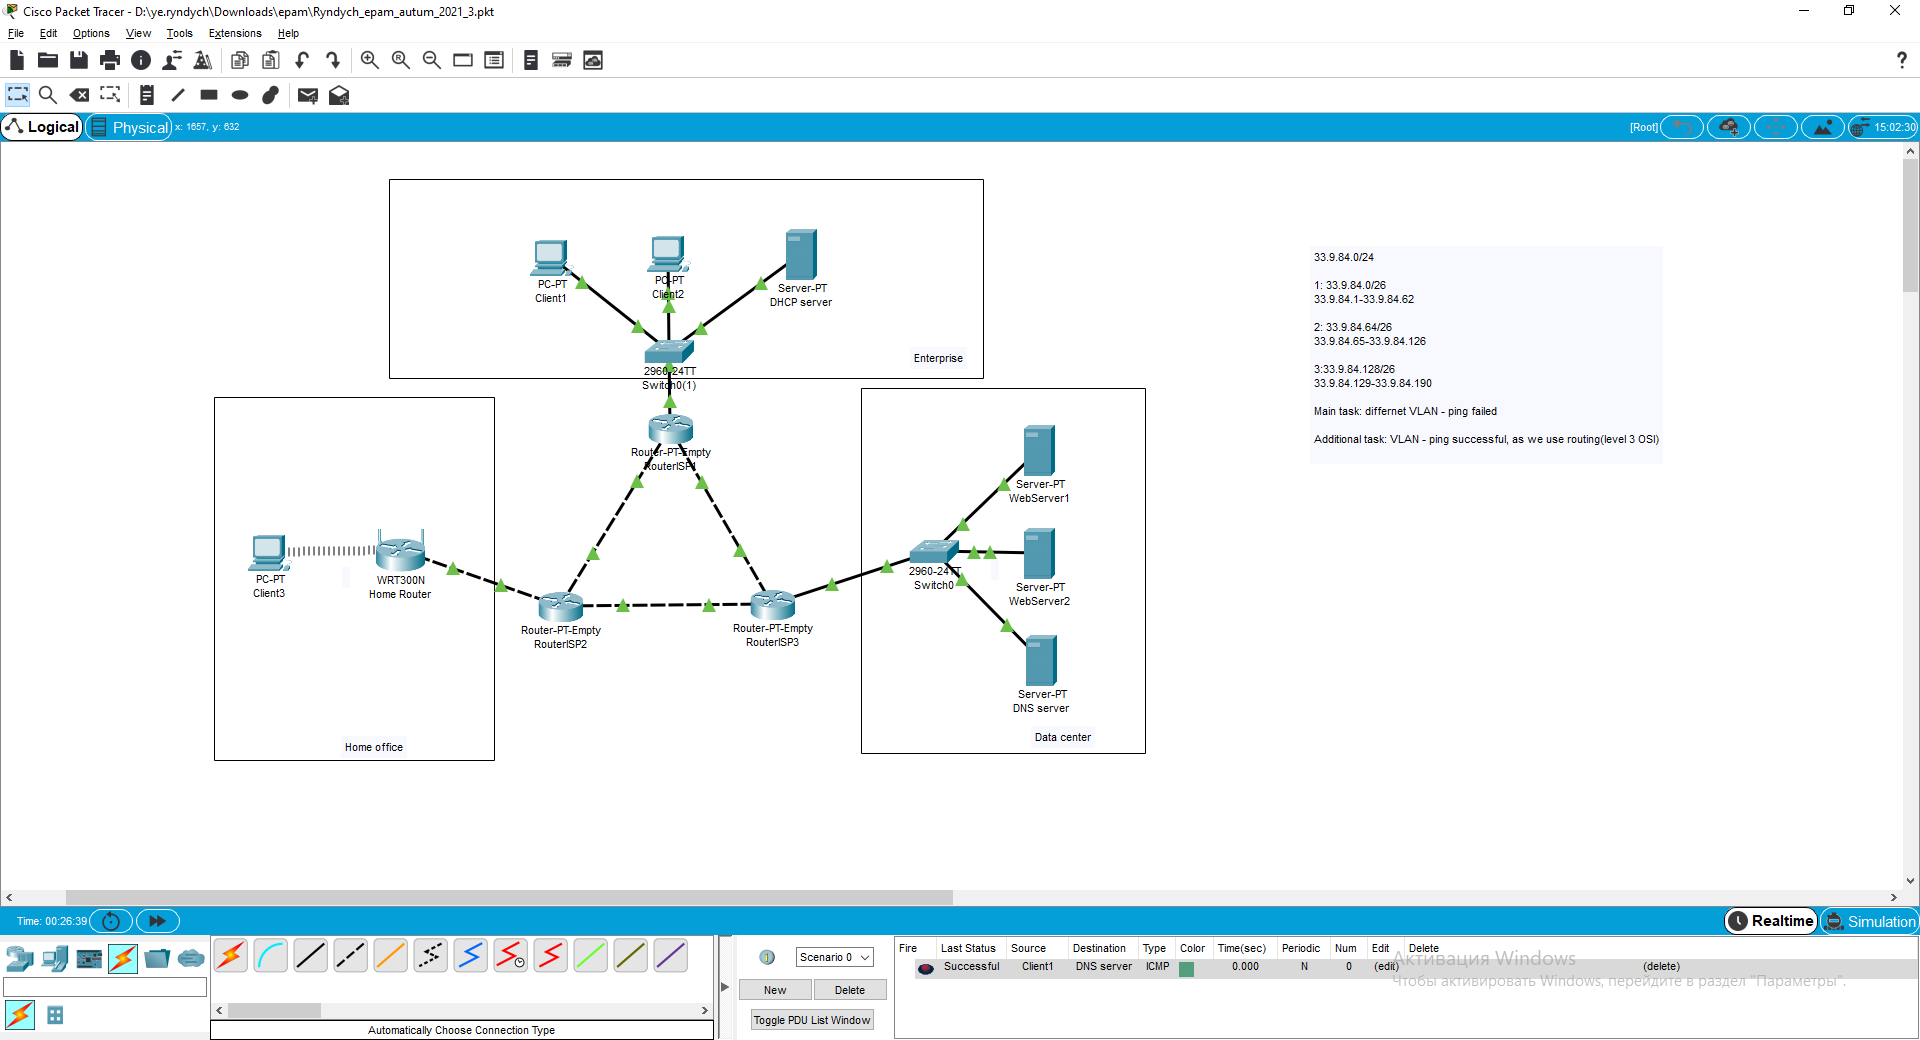 Cisco Packet Tracer - D:\ye.ryndych\Downloads\epam\Ryndych_epam_autum_2021_3.pkt
File Edit Options View Tools Extensions Help
Logical Physical x: 1657, y: 632 [Root] 15:02:30
PC-PT
Client1
PC-PT
Client2
Server-PT
DHCP server
Enterprise
2960-24TT
Switch0(1)
Router-PT-Empty
RouterISP1
33.9.84.0/24
1: 33.9.84.0/26
33.9.84.1-33.9.84.62
2: 33.9.84.64/26
33.9.84.65-33.9.84.126
3:33.9.84.128/26
33.9.84.129-33.9.84.190
Main task: differnet VLAN - ping failed
Additional task: VLAN - ping successful, as we use routing(level 3 OSI)
PC-PT
Client3
WRT300N
Home Router
Home office
Router-PT-Empty
RouterISP2
Router-PT-Empty
RouterISP3
2960-24TT
Switch0
Server-PT
WebServer1
Server-PT
WebServer2
Server-PT
DNS server
Data center
Time: 00:26:39 Realtime Simulation
Automatically Choose Connection Type
Scenario 0
New Delete
Toggle PDU List Window
Fire Last Status Source Destination Type Color Time(sec) Periodic Num Edit Delete
Successful Client1 DNS server ICMP 0.000 N 0 (edit) (delete)
Активация Windows
Чтобы активировать Windows, перейдите в раздел "Параметры".